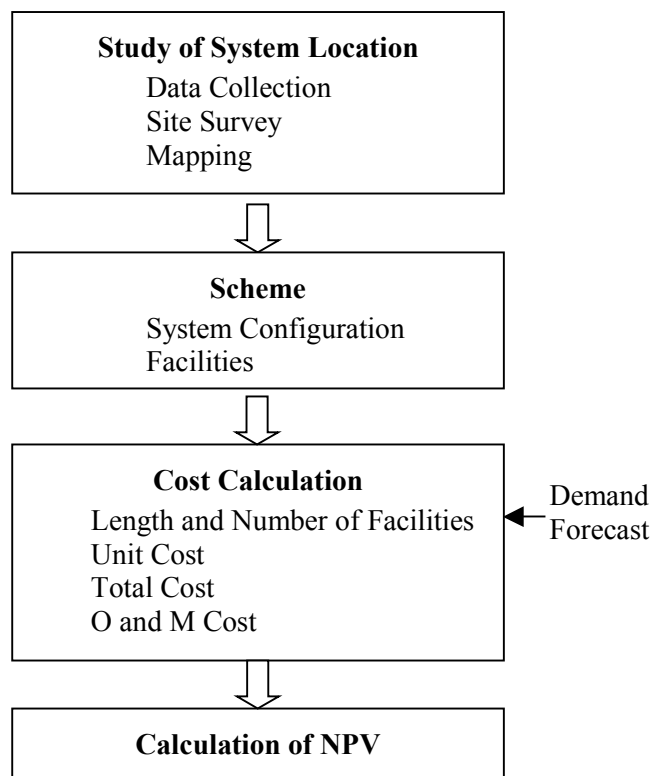 Study of System Location
Data Collection
Site Survey
Mapping
Scheme
System Configuration
Facilities
Cost Calculation
Length and Number of Facilities
Unit Cost
Total Cost
O and M Cost
Demand
Forecast
Calculation of NPV